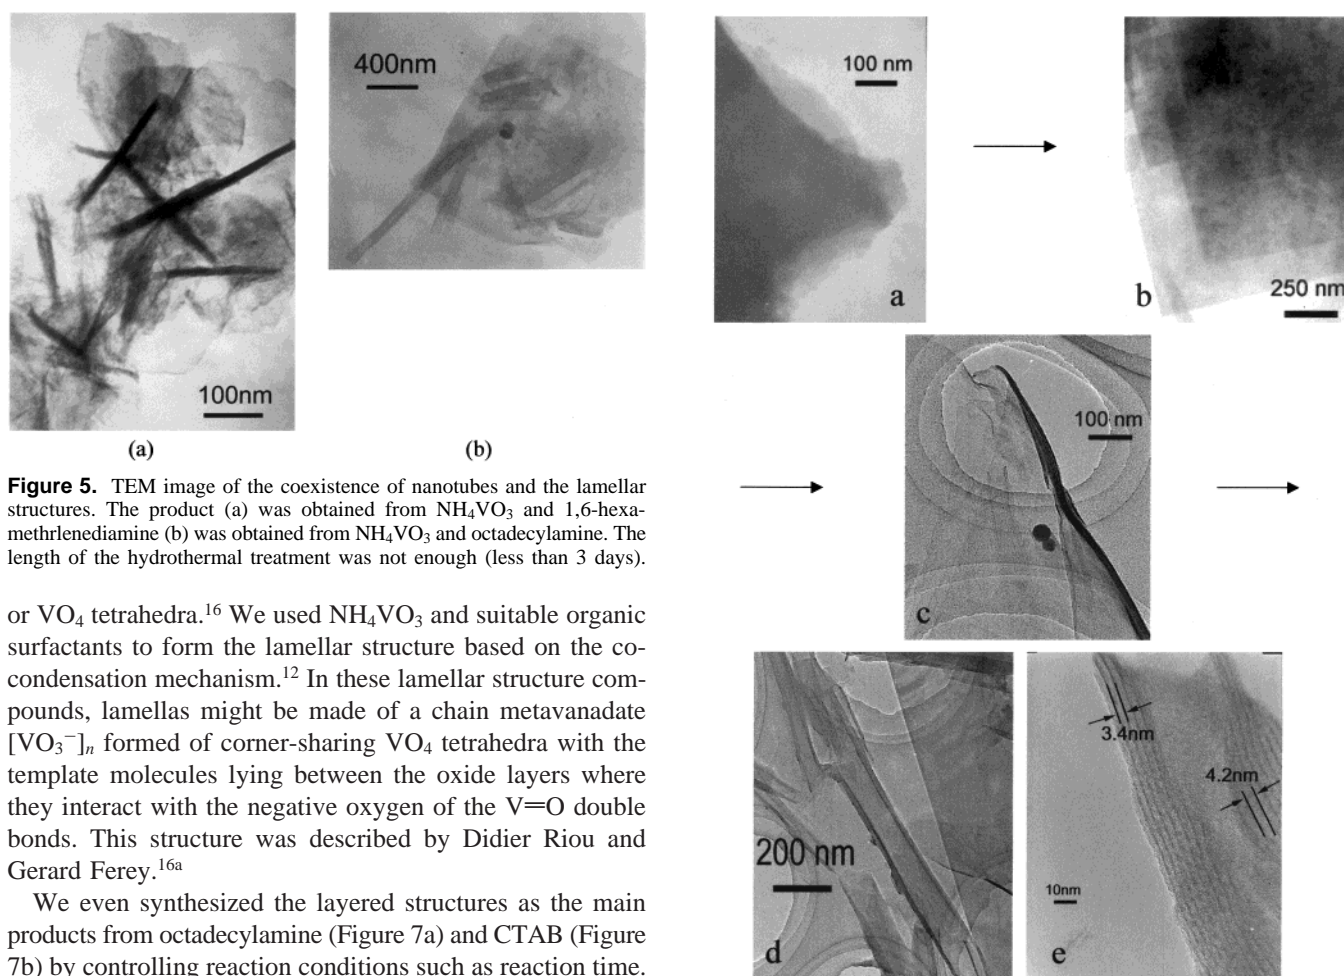 100nm
(a)
400nm
(b)
Figure 5. TEM image of the coexistence of nanotubes and the lamellar
structures. The product (a) was obtained from NH₄VO₃ and 1,6-hexa-
methrlenediamine (b) was obtained from NH₄VO₃ and octadecylamine. The
length of the hydrothermal treatment was not enough (less than 3 days).
or VO₄ tetrahedra.¹⁶ We used NH₄VO₃ and suitable organic
surfactants to form the lamellar structure based on the co-
condensation mechanism.¹² In these lamellar structure com-
pounds, lamellas might be made of a chain metavanadate
[VO₃⁻]ₙ formed of corner-sharing VO₄ tetrahedra with the
template molecules lying between the oxide layers where
they interact with the negative oxygen of the V=O double
bonds. This structure was described by Didier Riou and
Gerard Ferey.¹⁶ᵃ
We even synthesized the layered structures as the main
products from octadecylamine (Figure 7a) and CTAB (Figure
7b) by controlling reaction conditions such as reaction time.
100 nm
a
b
250 nm
100 nm
c
200 nm
d
3.4nm
4.2nm
10nm
e